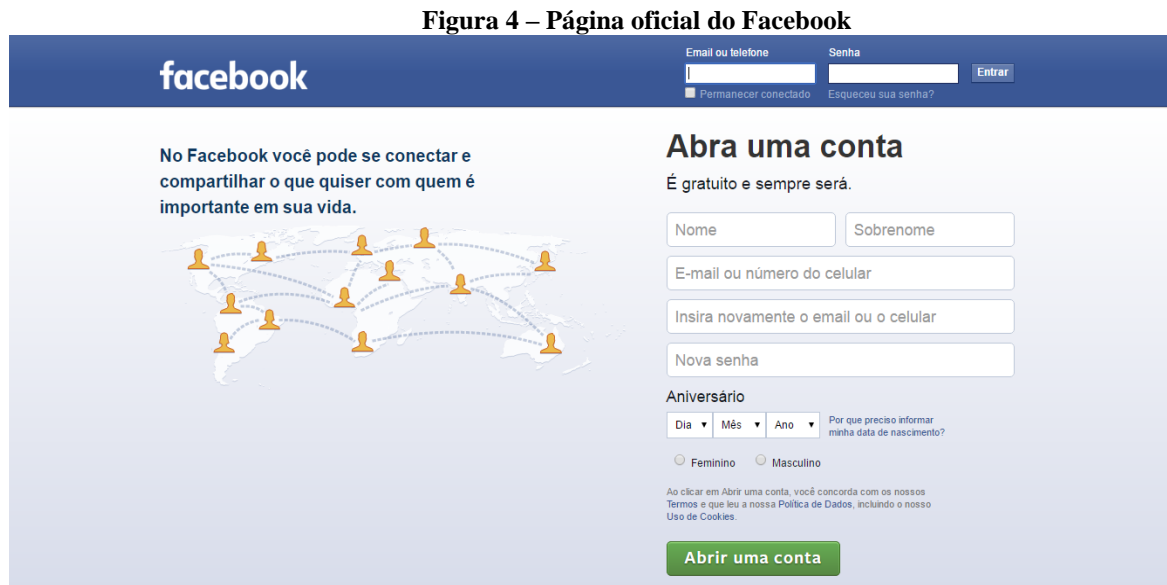 Figura 4 – Página oficial do Facebook
facebook
Email ou telefone
Senha
Entrar
Permanecer conectado
Esqueceu sua senha?
No Facebook você pode se conectar e
compartilhar o que quiser com quem é
importante em sua vida.
Abra uma conta
É gratuito e sempre será.
Nome
Sobrenome
E-mail ou número do celular
Insira novamente o email ou o celular
Nova senha
Aniversário
Dia
Mês
Ano
Por que preciso informar
minha data de nascimento?
Feminino
Masculino
Ao clicar em Abrir uma conta, você concorda com os nossos
Termos e que leu a nossa Política de Dados, incluindo o nosso
Uso de Cookies.
Abrir uma conta